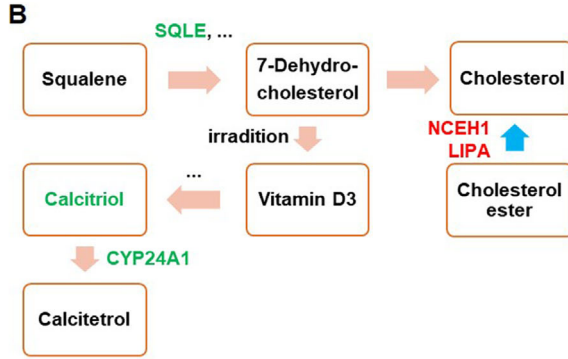 B
SQLE, ...
Squalene
7-Dehydro-
cholesterol
Cholesterol
irradition
NCEH1
LIPA
...
Calcitriol
Vitamin D3
Cholesterol
ester
CYP24A1
Calcitetrol